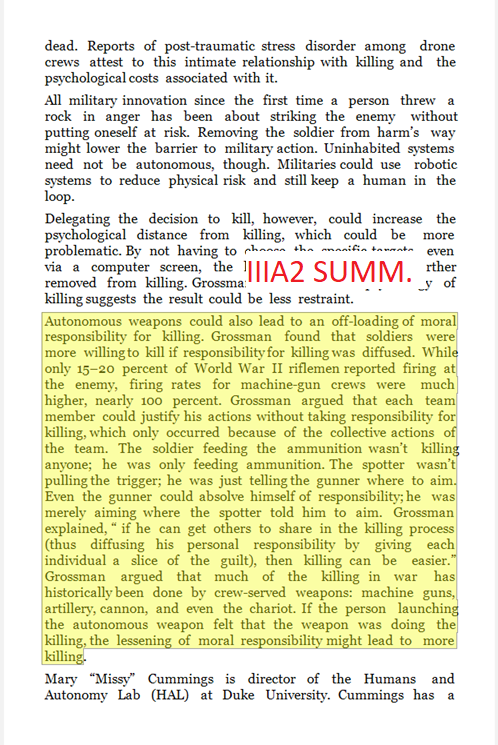 dead. Reports of post-traumatic stress disorder among drone
crews attest to this intimate relationship with killing and the
psychological costs associated with it.
All military innovation since the first time a person threw a
rock in anger has been about striking the enemy without
putting oneself at risk. Removing the soldier from harm's way
might lower the barrier to military action. Uninhabited systems
need not be autonomous, though. Militaries could use robotic
systems to reduce physical risk and still keep a human in the
loop.
Delegating the decision to kill, however, could increase the
psychological distance from killing, which could be more
problematic. By not having to choose the specific targets, even
via a computer screen, the
IIIA2 SUMM.
removed from killing. of
killing suggests the result could be less restraint.
Autonomous weapons could also lead to an off-loading of moral
responsibility for killing. Grossman found that soldiers were
more willing to kill if responsibility for killing was diffused. While
only 15–20 percent of World War II riflemen reported firing at
the enemy, firing rates for machine-gun crews were much
higher, nearly 100 percent. Grossman argued that each team
member could justify his actions without taking responsibility for
killing, which only occurred because of the collective actions of
the team. The soldier feeding the ammunition wasn't killing
anyone; he was only feeding ammunition. The spotter wasn't
pulling the trigger; he was just telling the gunner where to aim.
Even the gunner could absolve himself of responsibility; he was
merely aiming where the spotter told him to aim. Grossman
explained, “ if he can get others to share in the killing process
(thus diffusing his personal responsibility by giving each
individual a slice of the guilt), then killing can be easier.”
Grossman argued that much of the killing in war has
historically been done by crew-served weapons: machine guns,
artillery, cannon, and even the chariot. If the person launching
the autonomous weapon felt that the weapon was doing the
killing, the lessening of moral responsibility might lead to more
killing.
Mary “Missy” Cummings is director of the Humans and
Autonomy Lab (HAL) at Duke University. Cummings has a